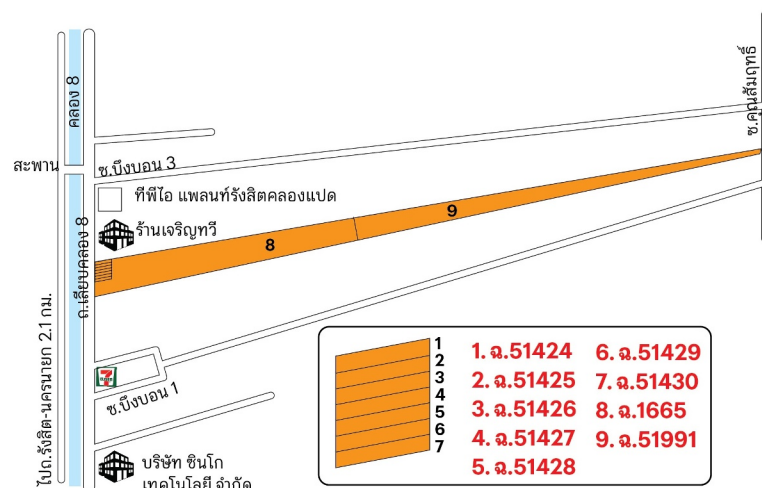 คลอง 8
ซ.คุณสัมฤทธิ์
สะพาน
ซ.บึงบอน 3
ทีพีไอ แพลนท์รังสิตคลองแปด
ร้านเจริญทวี
9
8
ถ.เลียบคลอง 8
ไปถ.รังสิต-นครนายก 2.1 กม.
7
ELEVEN
ซ.บึงบอน 1
บริษัท ชินโก
เทคโนโลยี จำกัด
1
2
3
4
5
6
7
1. ฉ.51424
2. ฉ.51425
3. ฉ.51426
4. ฉ.51427
5. ฉ.51428
6. ฉ.51429
7. ฉ.51430
8. ฉ.1665
9. ฉ.51991